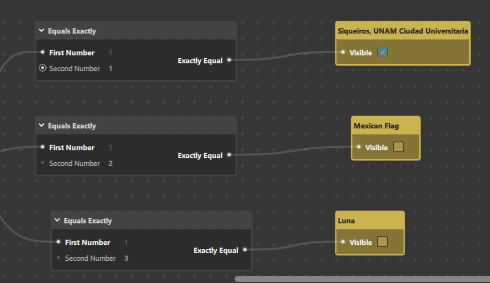 Equals Exactly
First Number 1
Second Number 1
Exactly Equal
Siqueiros, UNAM Ciudad Universitaria
Visible
Equals Exactly
First Number 1
Second Number 2
Exactly Equal
Mexican Flag
Visible
Equals Exactly
First Number 1
Second Number 3
Exactly Equal
Luna
Visible